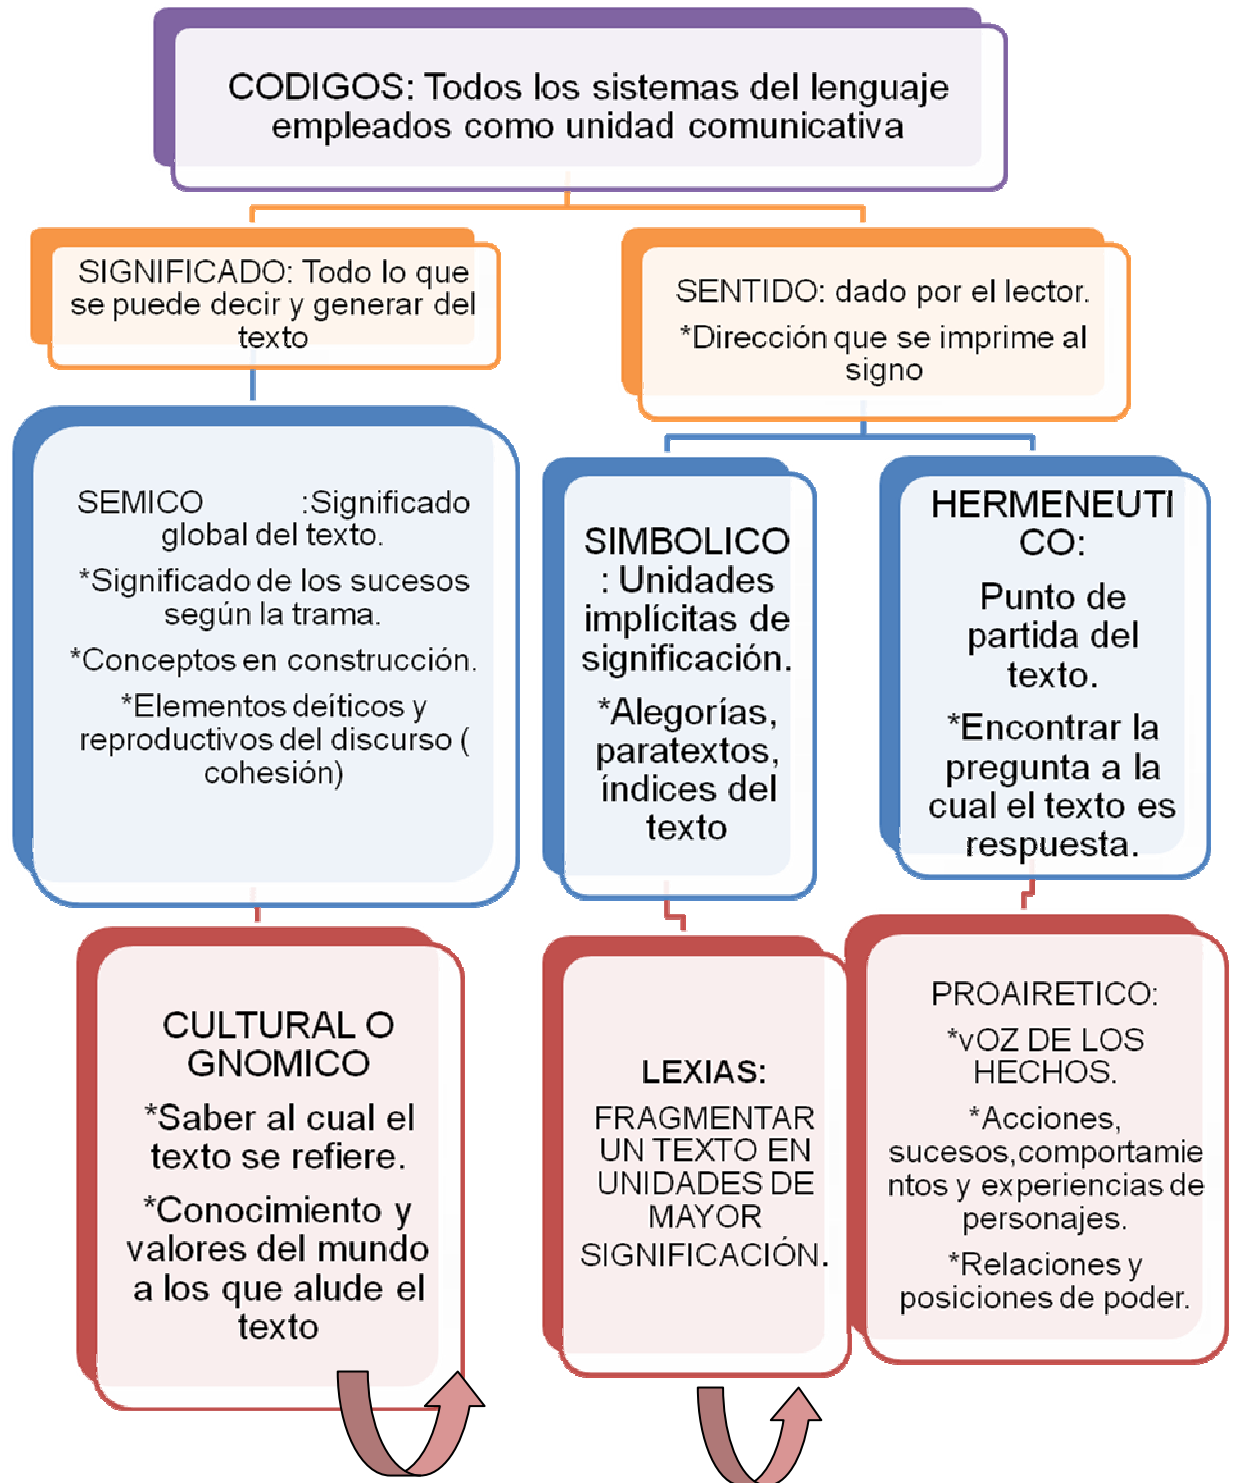 CODIGOS: Todos los sistemas del lenguaje
empleados como unidad comunicativa
SIGNIFICADO: Todo lo que
se puede decir y generar del
texto
SENTIDO: dado por el lector.
*Dirección que se imprime al
signo
SEMICO :Significado
global del texto.
*Significado de los sucesos
según la trama.
*Conceptos en construcción.
*Elementos deíticos y
reproductivos del discurso (
cohesión)
SIMBOLICO
: Unidades
implícitas de
significación.
*Alegorías,
paratextos,
índices del
texto
HERMENEUTI
CO:
Punto de
partida del
texto.
*Encontrar la
pregunta a la
cual el texto es
respuesta.
CULTURAL O
GNOMICO
*Saber al cual el
texto se refiere.
*Conocimiento y
valores del mundo
a los que alude el
texto
LEXIAS:
FRAGMENTAR
UN TEXTO EN
UNIDADES DE
MAYOR
SIGNIFICACIÓN.
PROAIRETICO:
*vOZ DE LOS
HECHOS.
*Acciones,
sucesos,comportamie
ntos y experiencias de
personajes.
*Relaciones y
posiciones de poder.